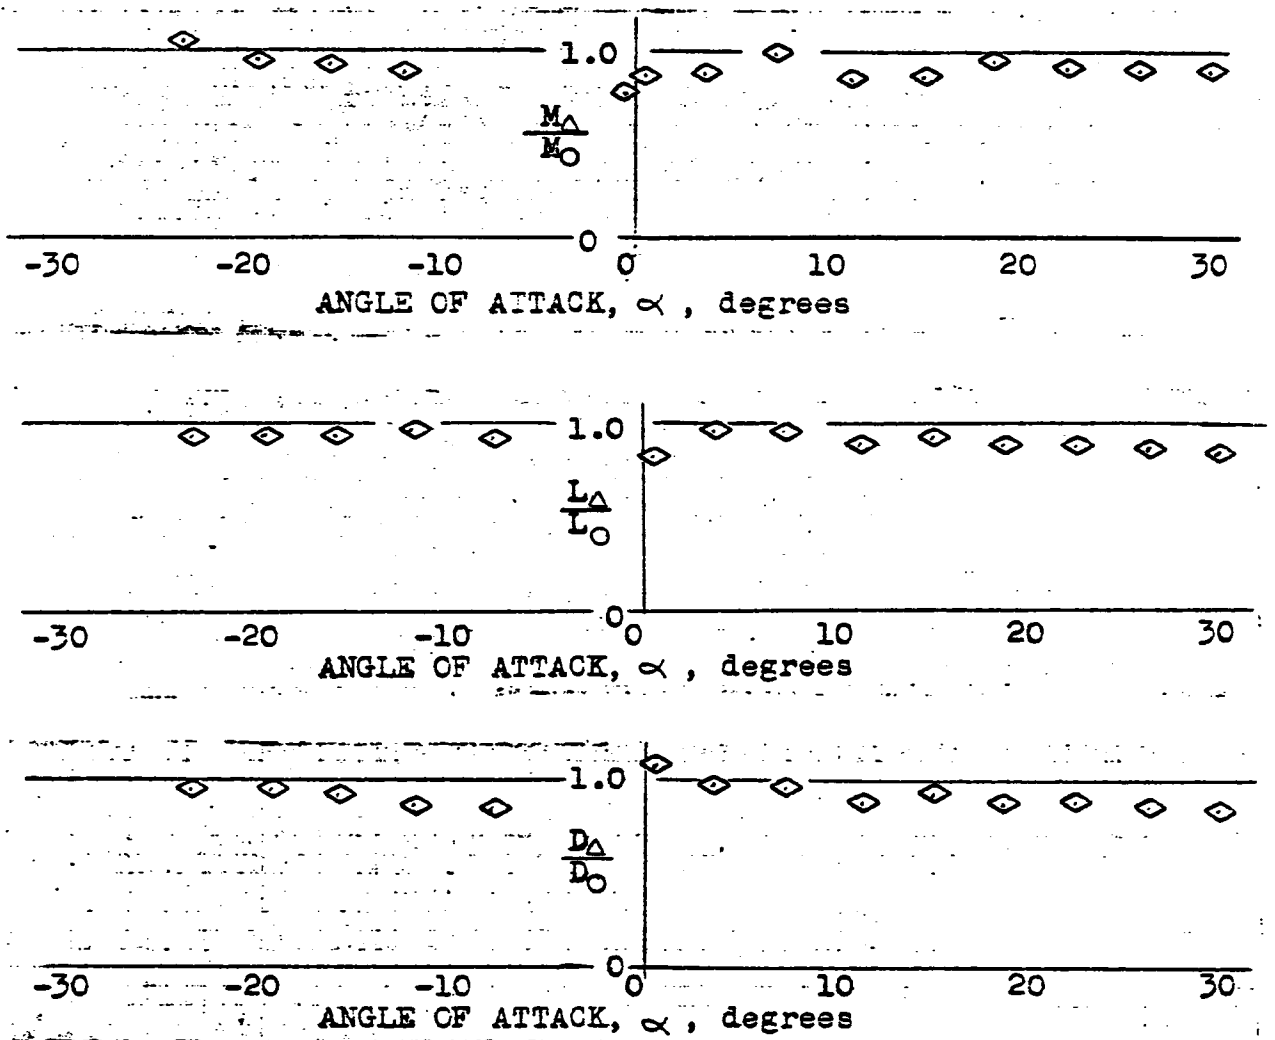 1.0
M△
M○
0
-30 -20 -10 0 10 20 30
ANGLE OF ATTACK, ∝ , degrees
1.0
L△
L○
0
-30 -20 -10 0 10 20 30
ANGLE OF ATTACK, ∝ , degrees
1.0
D△
D○
0
-30 -20 -10 0 10 20 30
ANGLE OF ATTACK, ∝ , degrees